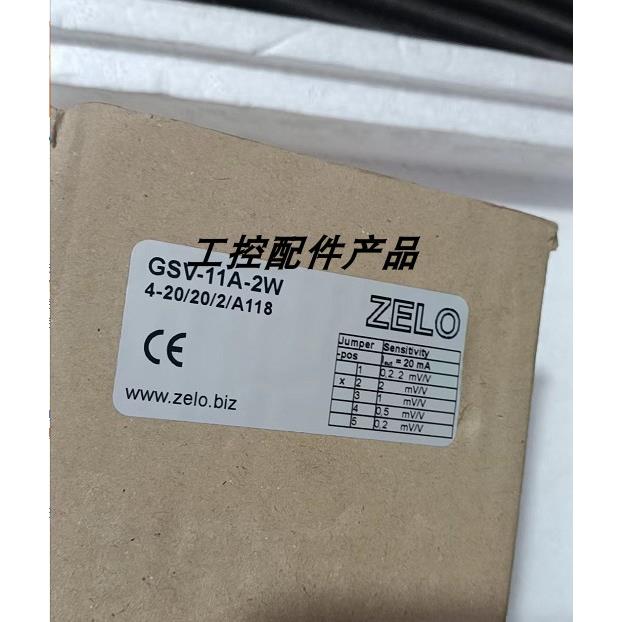 工控配件产品
GSV-11A-2W
4-20/20/2/A118
ZELO
CE
www.zelo.biz
Jumper Sensitivity
-pos Iout = 20 mA
1 0,2 2 mV/V
x 2 2 mV/V
3 1 mV/V
4 0,5 mV/V
5 0,2 mV/V